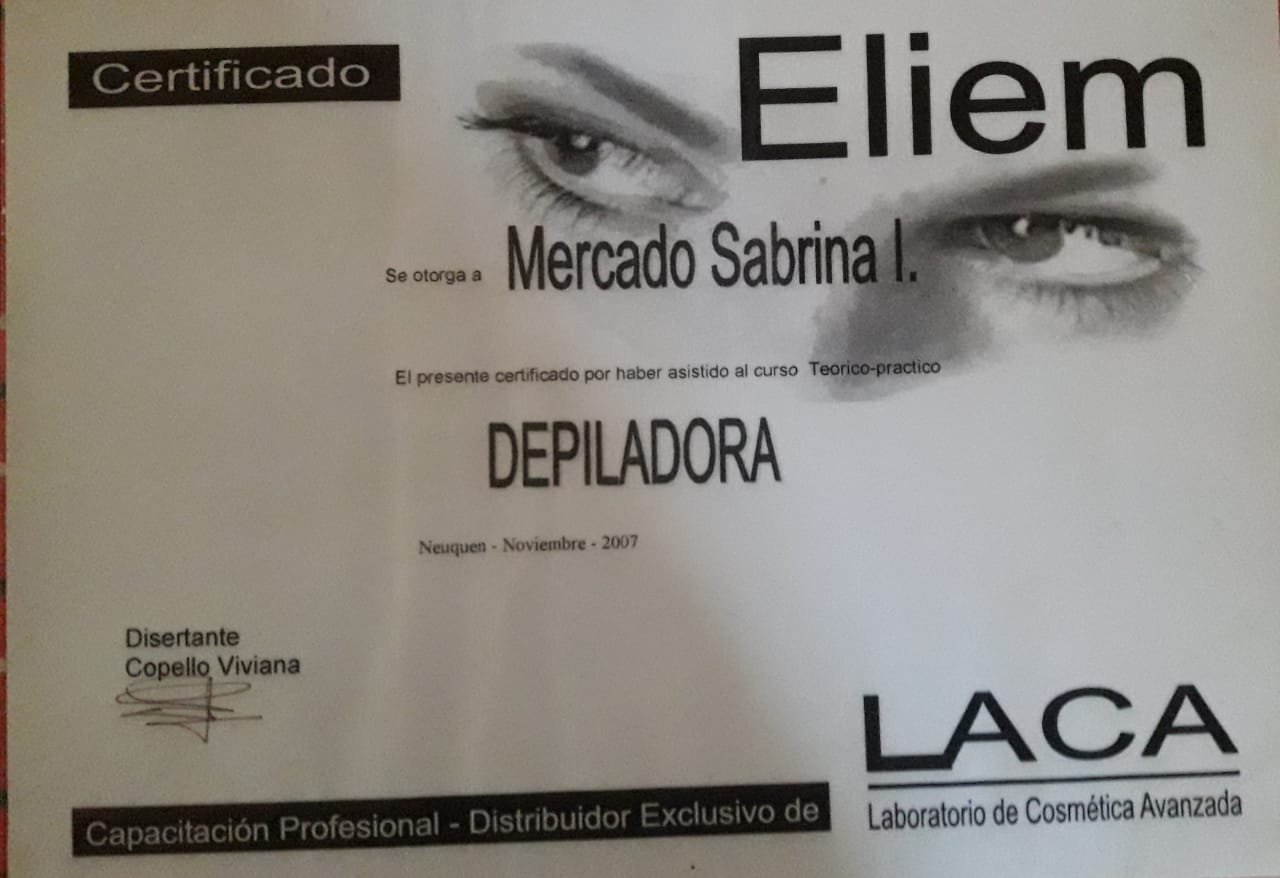 Certificado
Eliem
Se otorga a Mercado Sabrina I.
El presente certificado por haber asistido al curso Teorico-practico
DEPILADORA
Neuquen - Noviembre - 2007
Disertante
Copello Viviana
LACA
Laboratorio de Cosmética Avanzada
Capacitación Profesional - Distribuidor Exclusivo de